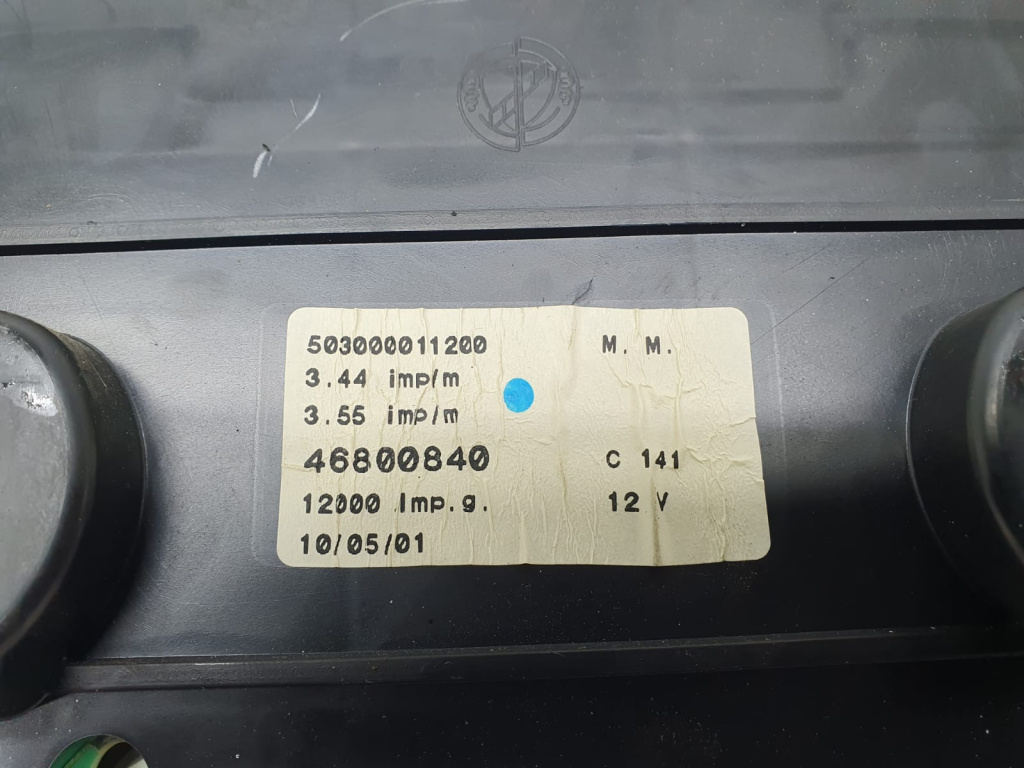 503000011200 M. M.
3.44 imp/m
3.55 imp/m
46800840 C 141
12000 Imp.g. 12 V
10/05/01